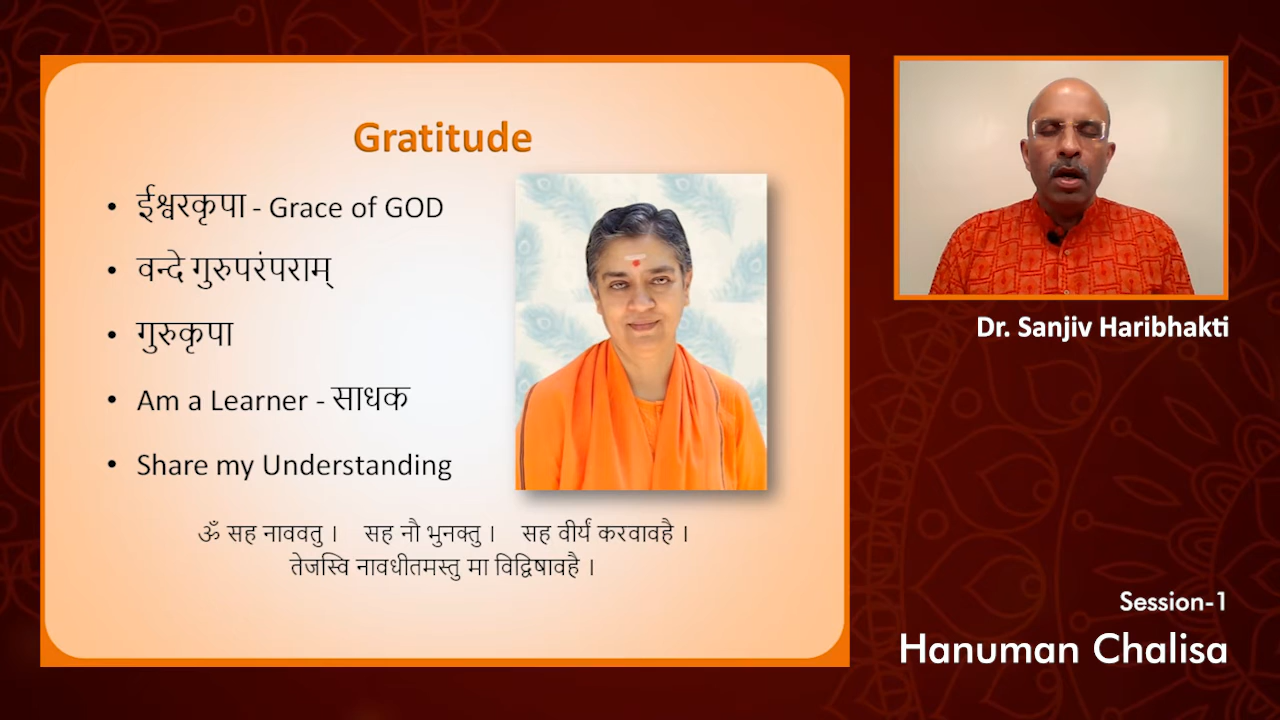 Gratitude
• ईश्वरकृपा - Grace of GOD
• वन्दे गुरुपरंपराम्
• गुरुकृपा
• Am a Learner - साधक
• Share my Understanding
ॐ सह नाववतु । सह नौ भुनक्तु । सह वीर्यं करवावहै ।
तेजस्वि नावधीतमस्तु मा विद्विषावहै ।
Dr. Sanjiv Haribhakti
Session-1
Hanuman Chalisa